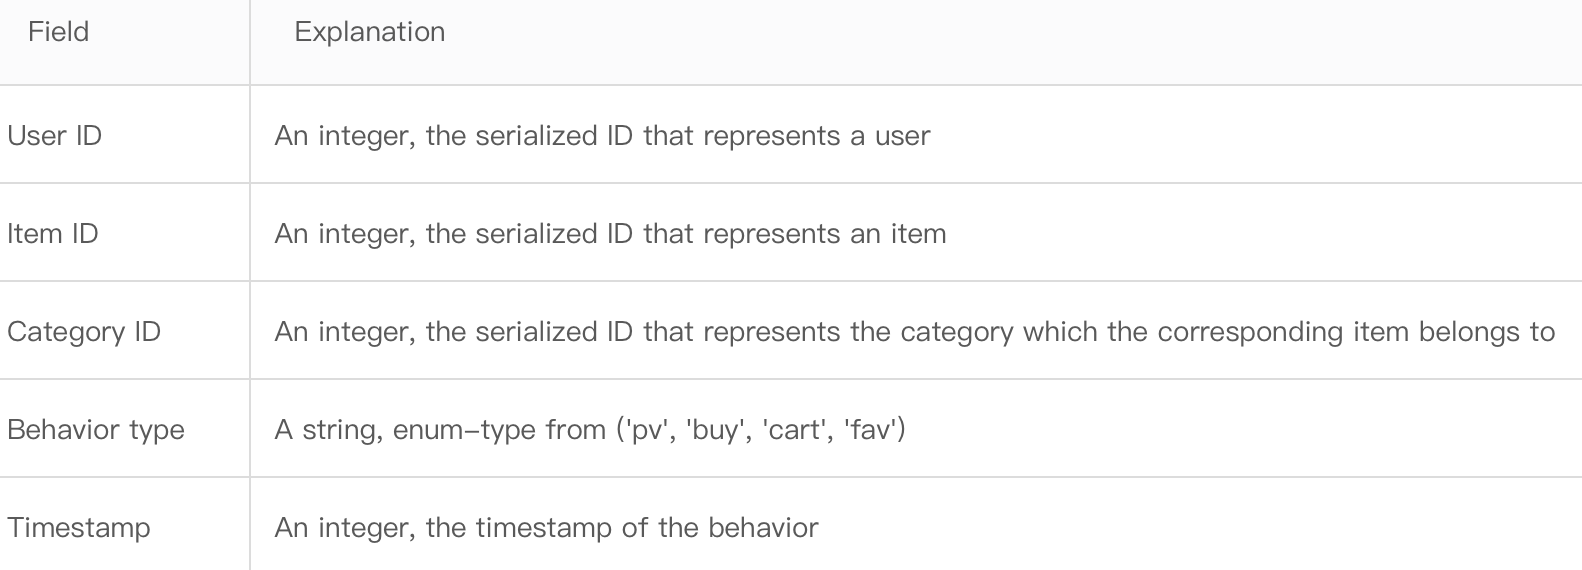 Field Explanation
User ID An integer, the serialized ID that represents a user
Item ID An integer, the serialized ID that represents an item
Category ID An integer, the serialized ID that represents the category which the corresponding item belongs to
Behavior type A string, enum-type from ('pv', 'buy', 'cart', 'fav')
Timestamp An integer, the timestamp of the behavior